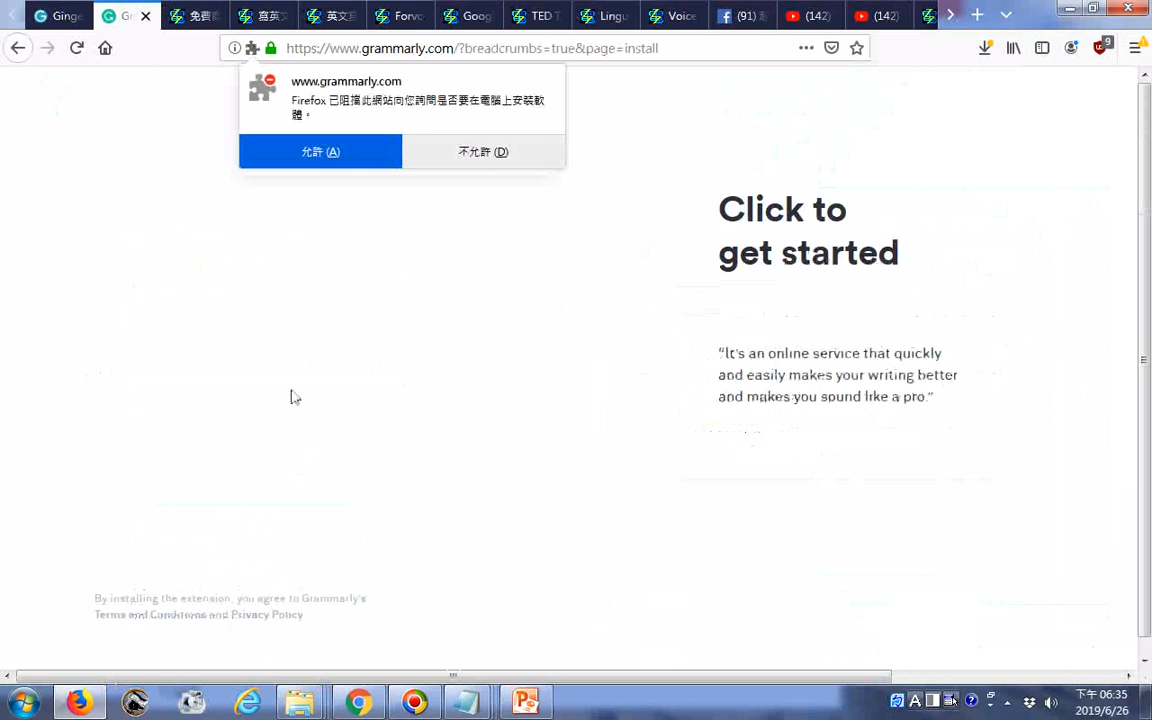 Ginge
Gr
免費
寫英文
英文
Forvo
Goog
TED T
Lingu
Voice
(91)
(142)
(142)
https://www.grammarly.com/?breadcrumbs=true&page=install
9
www.grammarly.com
Firefox 已阻擋此網站向您詢問是否要在電腦上安裝軟
體。
允許 (A)
不允許 (D)
Click to
get started
"It's an online service that quickly
and easily makes your writing better
and makes you sound like a pro."
By installing the extension, you agree to Grammarly's
Terms and Conditions and Privacy Policy
下午 06:35
2019/6/26